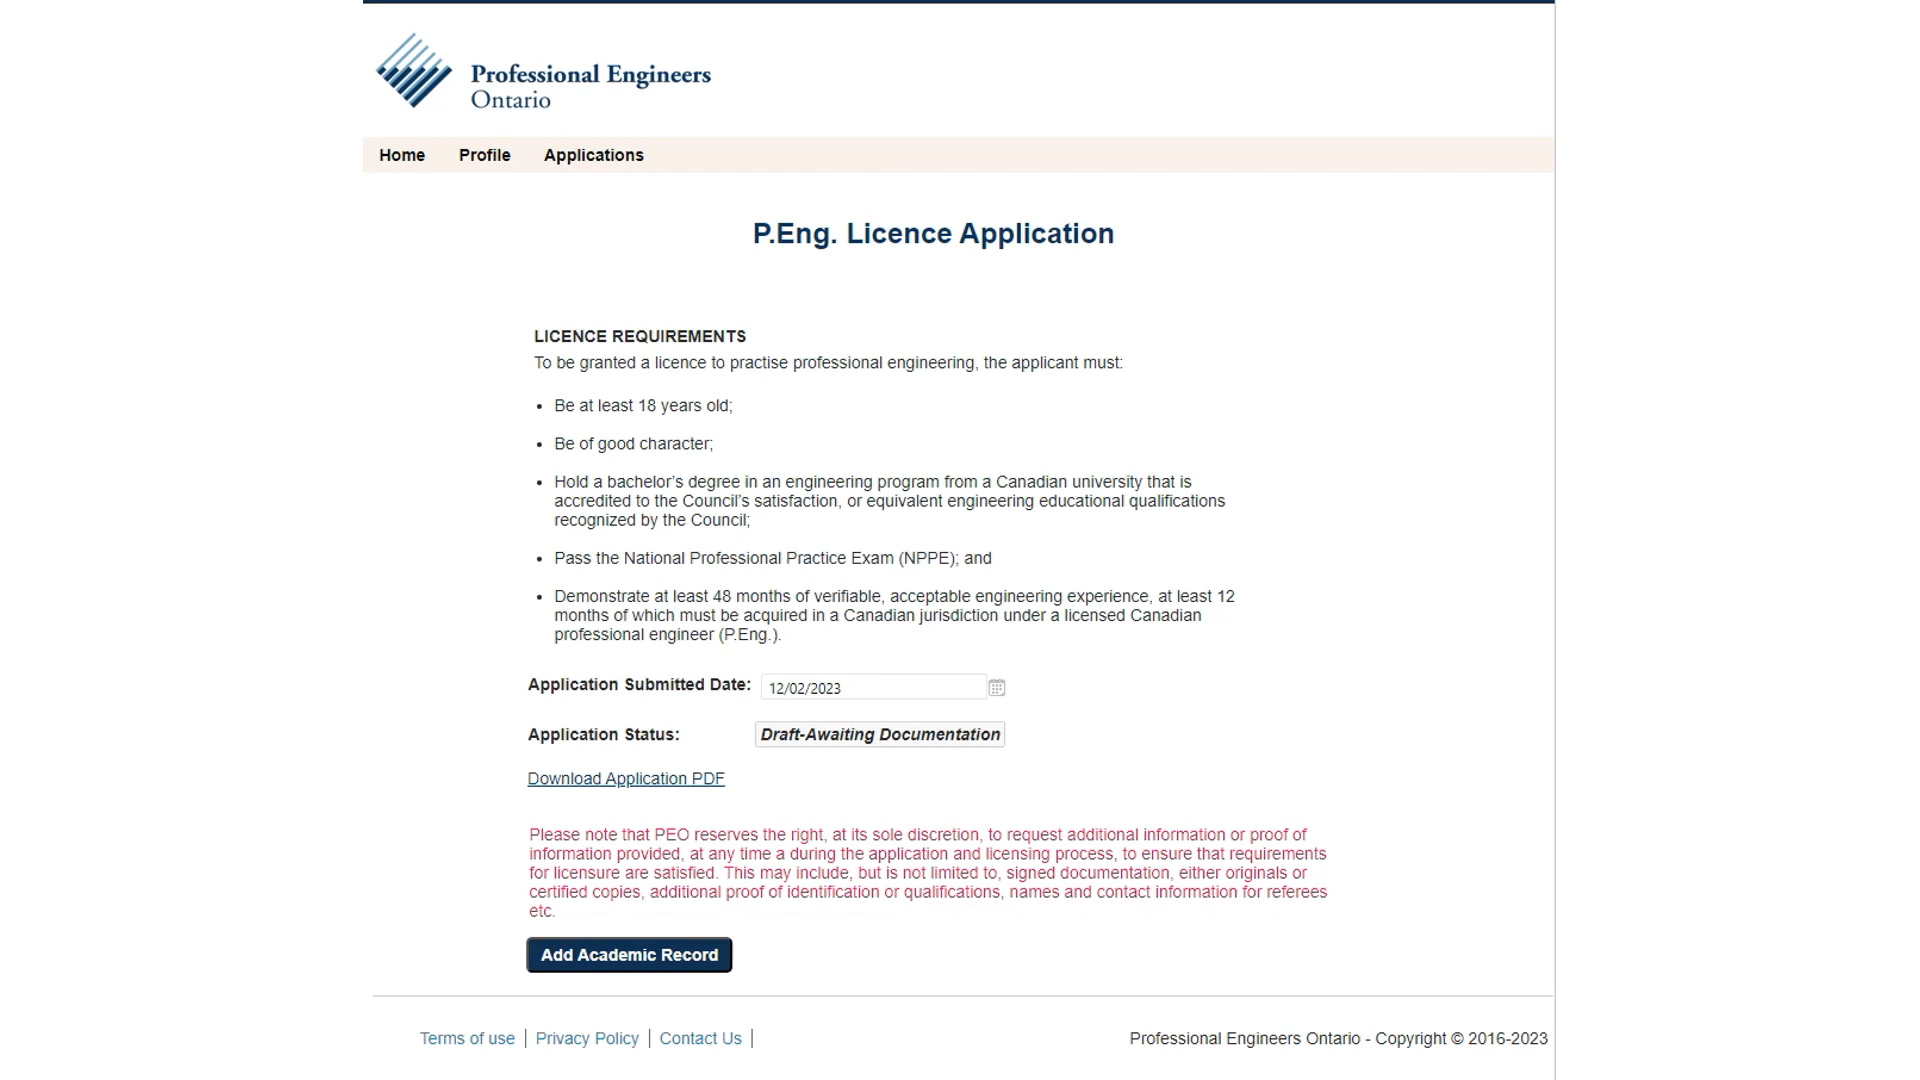 Professional Engineers
Ontario
Home Profile Applications
P.Eng. Licence Application
LICENCE REQUIREMENTS
To be granted a licence to practise professional engineering, the applicant must:
• Be at least 18 years old;
• Be of good character;
• Hold a bachelor’s degree in an engineering program from a Canadian university that is
accredited to the Council’s satisfaction, or equivalent engineering educational qualifications
recognized by the Council;
• Pass the National Professional Practice Exam (NPPE); and
• Demonstrate at least 48 months of verifiable, acceptable engineering experience, at least 12
months of which must be acquired in a Canadian jurisdiction under a licensed Canadian
professional engineer (P.Eng.).
Application Submitted Date: 12/02/2023
Application Status: Draft-Awaiting Documentation
Download Application PDF
Please note that PEO reserves the right, at its sole discretion, to request additional information or proof of
information provided, at any time a during the application and licensing process, to ensure that requirements
for licensure are satisfied. This may include, but is not limited to, signed documentation, either originals or
certified copies, additional proof of identification or qualifications, names and contact information for referees
etc.
Add Academic Record
Terms of use | Privacy Policy | Contact Us | Professional Engineers Ontario - Copyright © 2016-2023